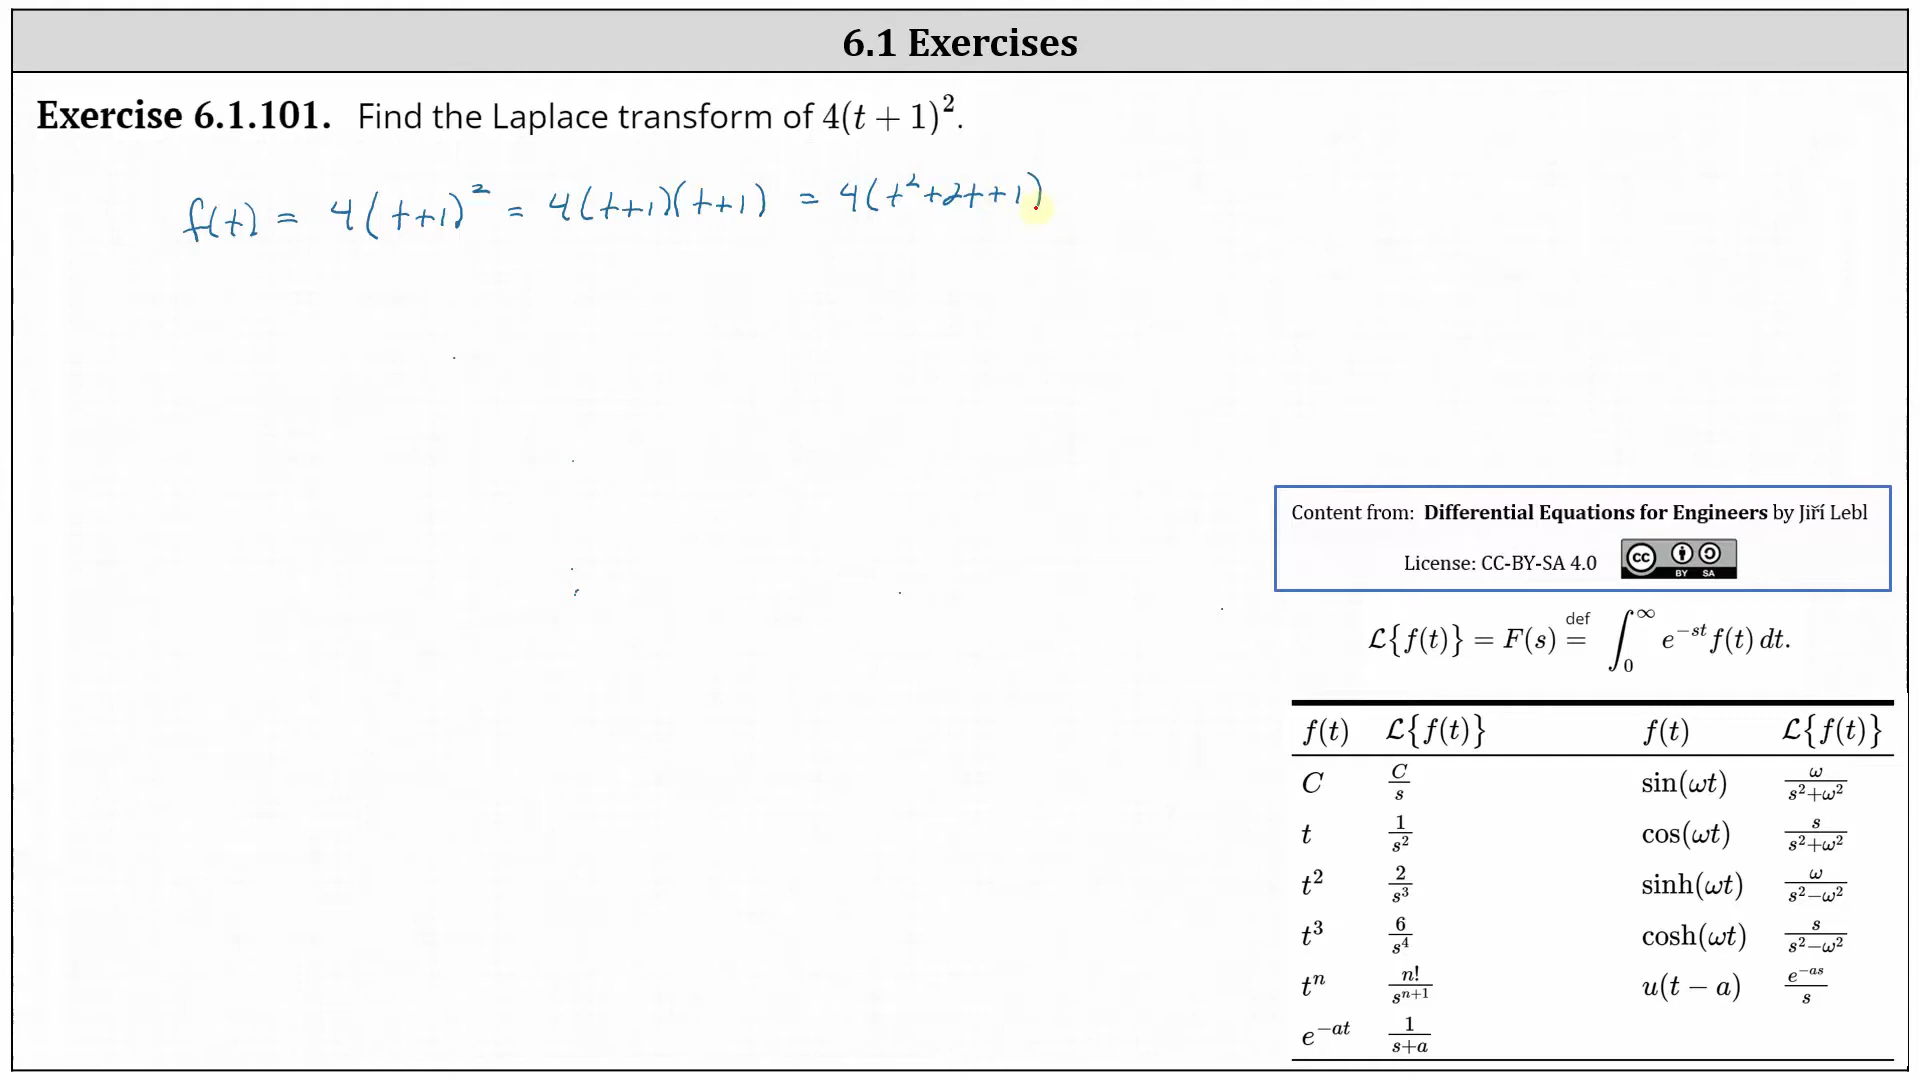 6.1 Exercises
Exercise 6.1.101. Find the Laplace transform of 4(t + 1)².
f(t) = 4(t+1)² = 4(t+1)(t+1) = 4(t²+2t+1)
Content from: Differential Equations for Engineers by Jiří Lebl
License: CC-BY-SA 4.0
cc BY SA
ℒ{f(t)} = F(s) def= ∫₀^∞ e^{−st} f(t) dt.
f(t) ℒ{f(t)} f(t) ℒ{f(t)}
C C/s sin(ωt) ω/(s²+ω²)
t 1/s² cos(ωt) s/(s²+ω²)
t² 2/s³ sinh(ωt) ω/(s²−ω²)
t³ 6/s⁴ cosh(ωt) s/(s²−ω²)
tⁿ n!/s^{n+1} u(t − a) e^{−as}/s
e^{−at} 1/(s+a)